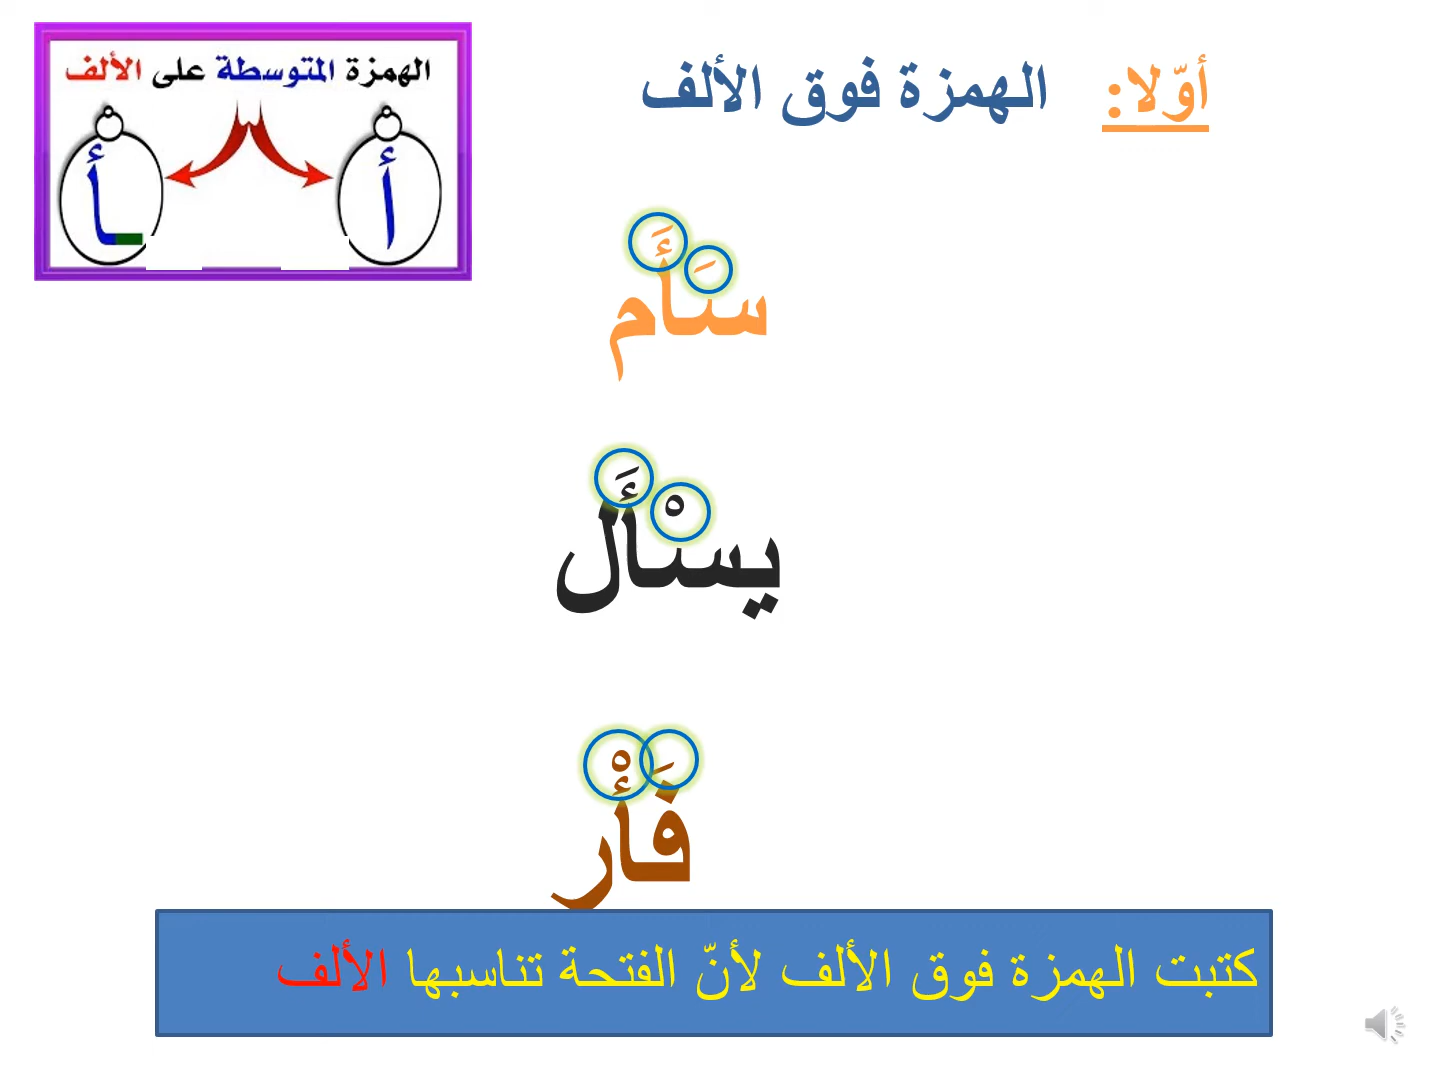 أوّلا: الهمزة فوق الألف
الهمزة المتوسطة على الألف
أ ـأ
سَأَم
يسْأَل
فَأْر
كتبت الهمزة فوق الألف لأنّ الفتحة تناسبها الألف